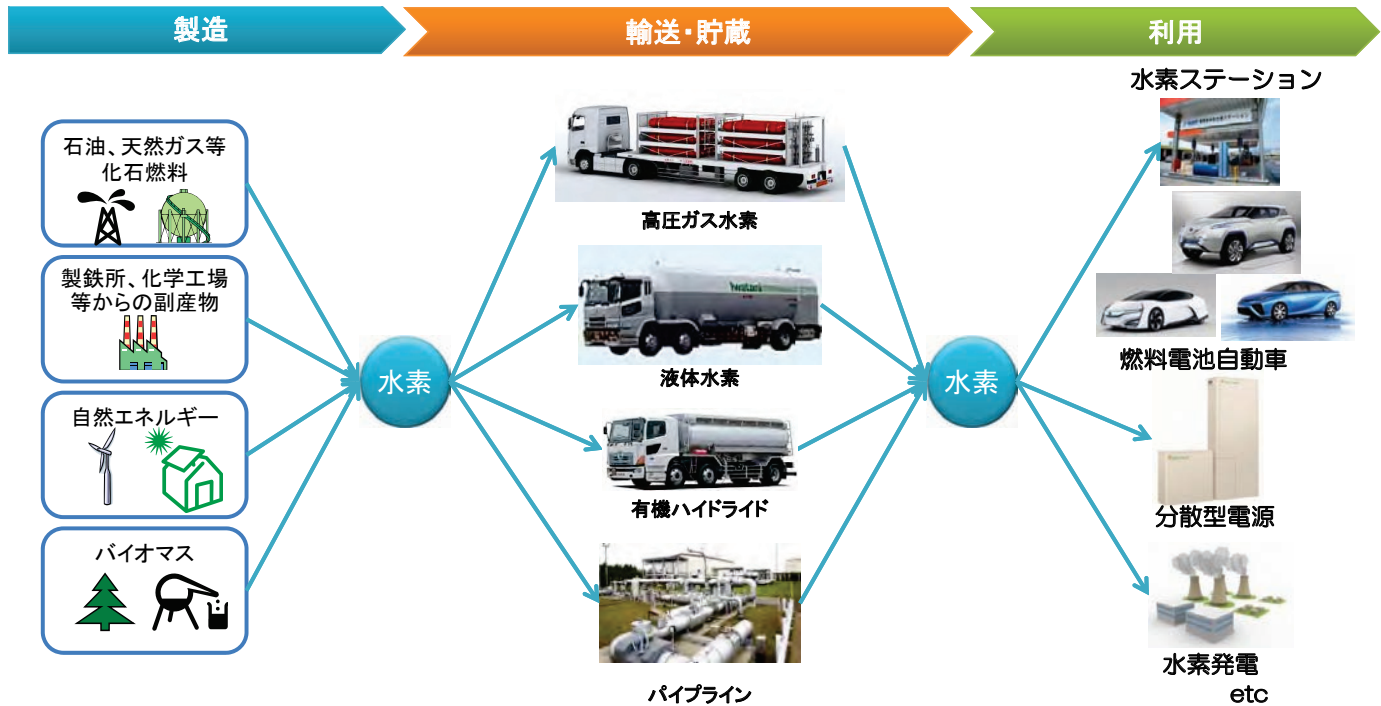 製造
輸送・貯蔵
利用
石油、天然ガス等
化石燃料
製鉄所、化学工場
等からの副産物
自然エネルギー
バイオマス
水素
高圧ガス水素
Iwatani
液体水素
有機ハイドライド
パイプライン
水素
水素ステーション
燃料電池自動車
分散型電源
水素発電
etc